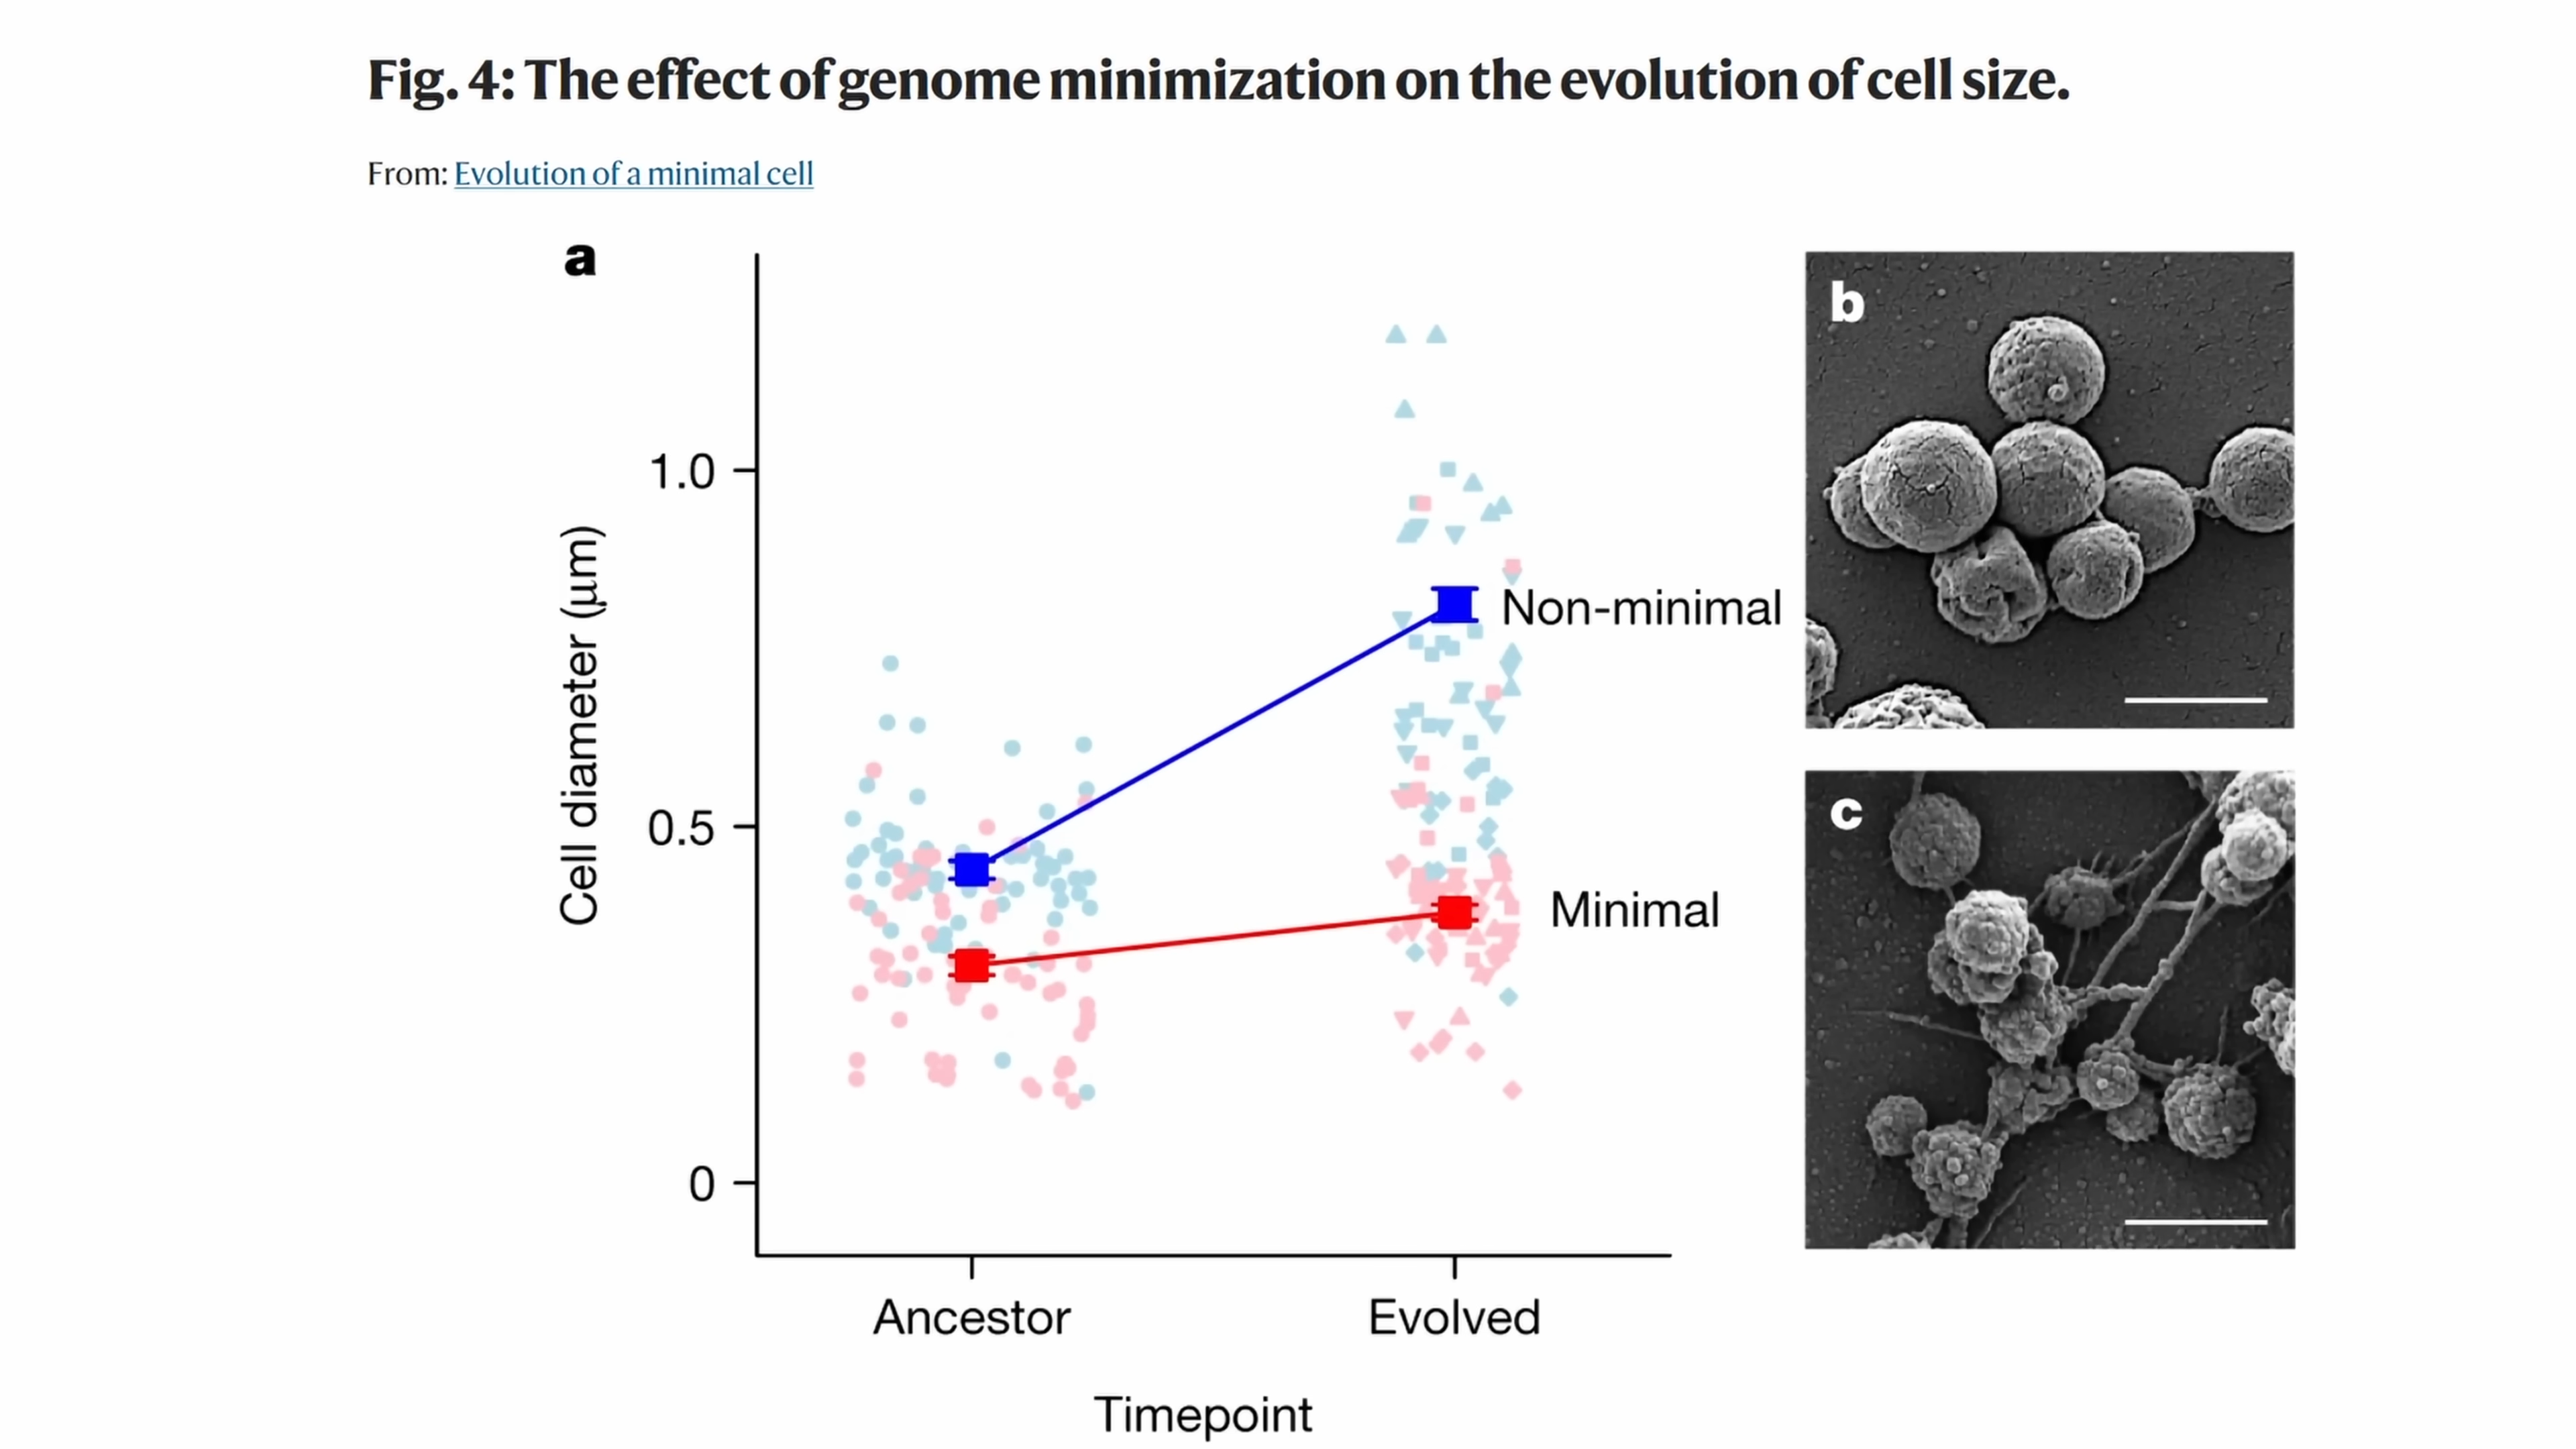 Fig. 4: The effect of genome minimization on the evolution of cell size.
From: Evolution of a minimal cell
a
1.0
0.5
0
Cell diameter (µm)
Non-minimal
Minimal
Ancestor
Evolved
Timepoint
b
c